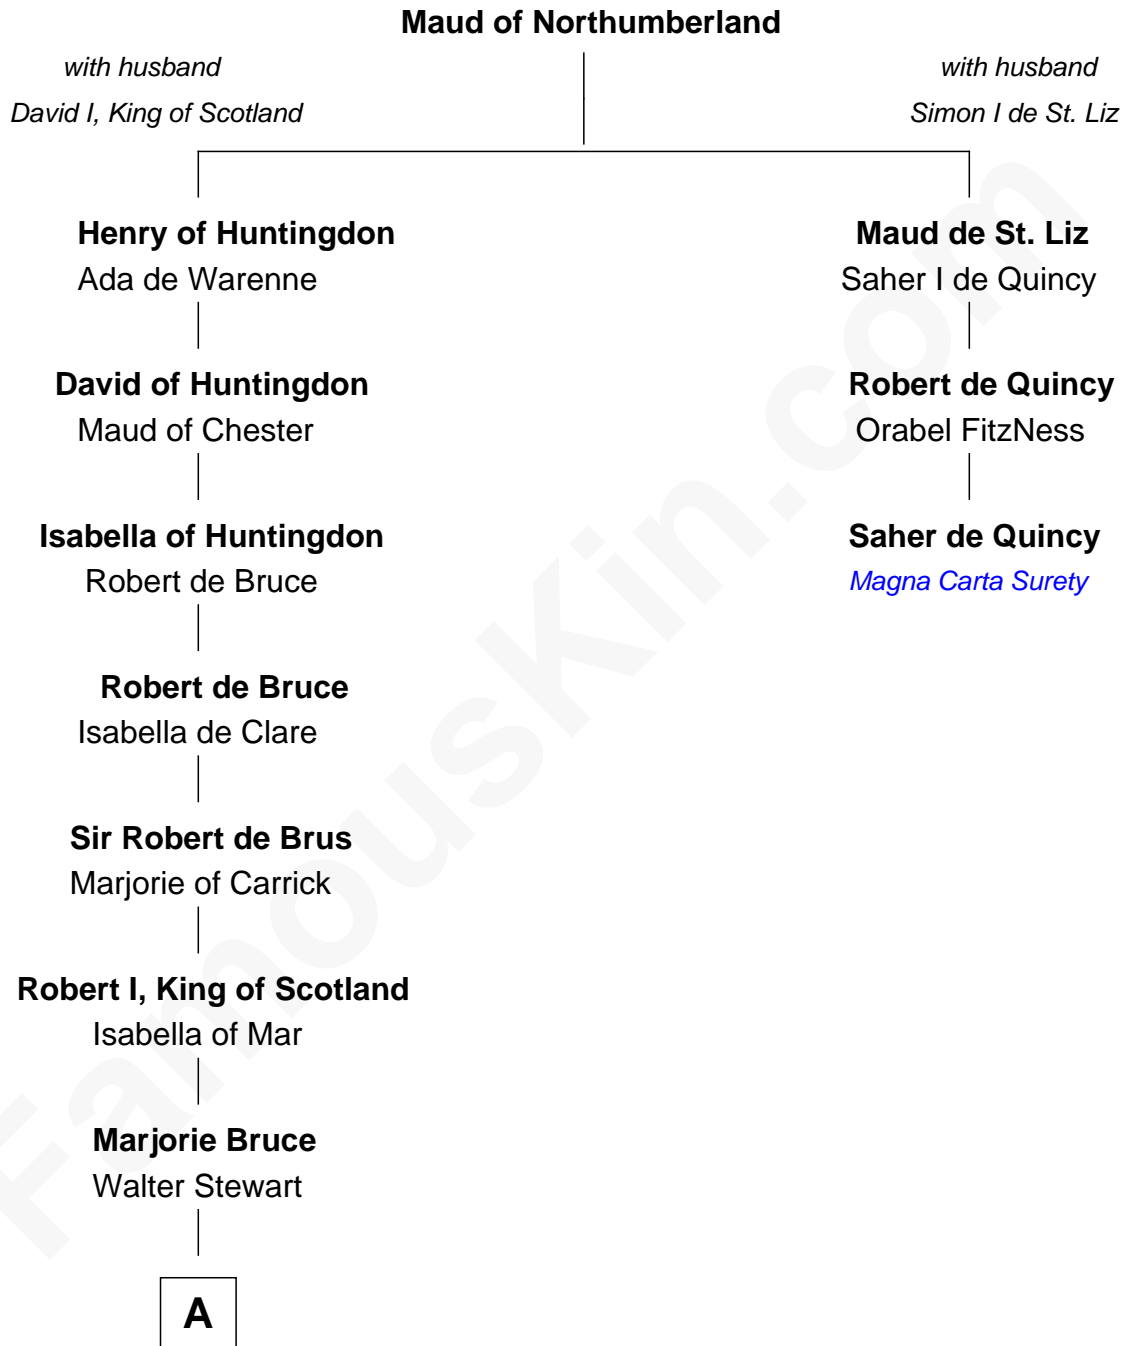 Maud of Northumberland
with husband
David I, King of Scotland
with husband
Simon I de St. Liz
Henry of Huntingdon
Ada de Warenne
Maud de St. Liz
Saher I de Quincy
David of Huntingdon
Maud of Chester
Robert de Quincy
Orabel FitzNess
Isabella of Huntingdon
Robert de Bruce
Saher de Quincy
Magna Carta Surety
Robert de Bruce
Isabella de Clare
Sir Robert de Brus
Marjorie of Carrick
Robert I, King of Scotland
Isabella of Mar
Marjorie Bruce
Walter Stewart
A
FamousKin.com